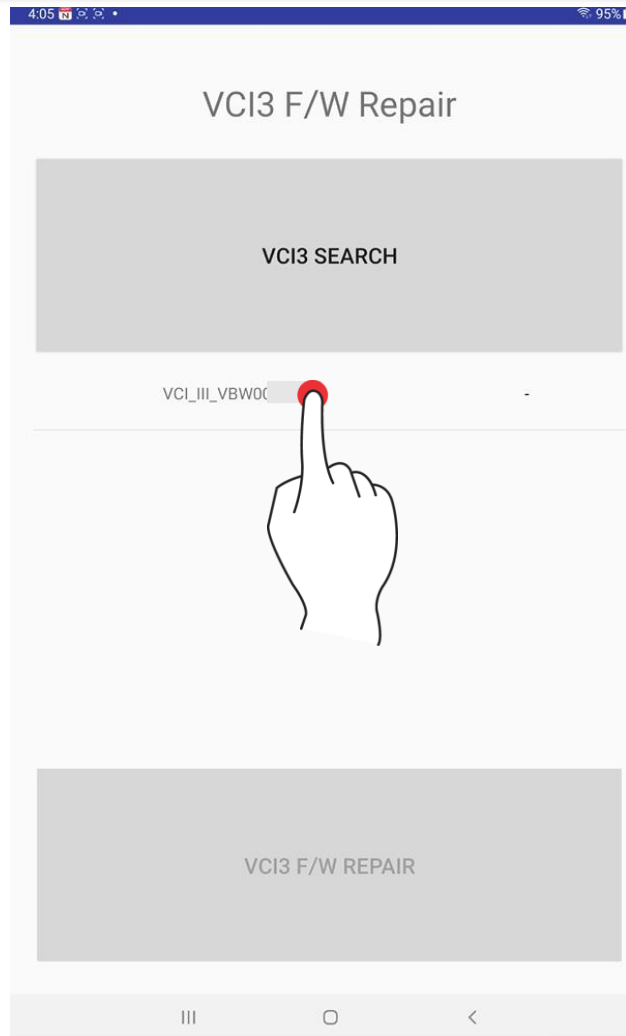 4:05 95%
VCI3 F/W Repair
VCI3 SEARCH
VCI_III_VBW00 -
VCI3 F/W REPAIR